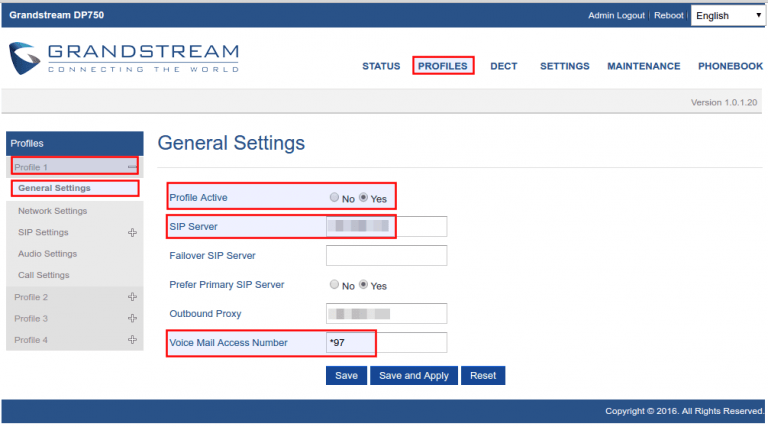 Grandstream DP750
Admin Logout | Reboot | English
GRANDSTREAM
CONNECTING THE WORLD
STATUS PROFILES DECT SETTINGS MAINTENANCE PHONEBOOK
Version 1.0.1.20
Profiles
Profile 1
General Settings
Network Settings
SIP Settings
Audio Settings
Call Settings
Profile 2
Profile 3
Profile 4
General Settings
Profile Active No Yes
SIP Server
Failover SIP Server
Prefer Primary SIP Server No Yes
Outbound Proxy
Voice Mail Access Number *97
Save Save and Apply Reset
Copyright © 2016. All Rights Reserved.